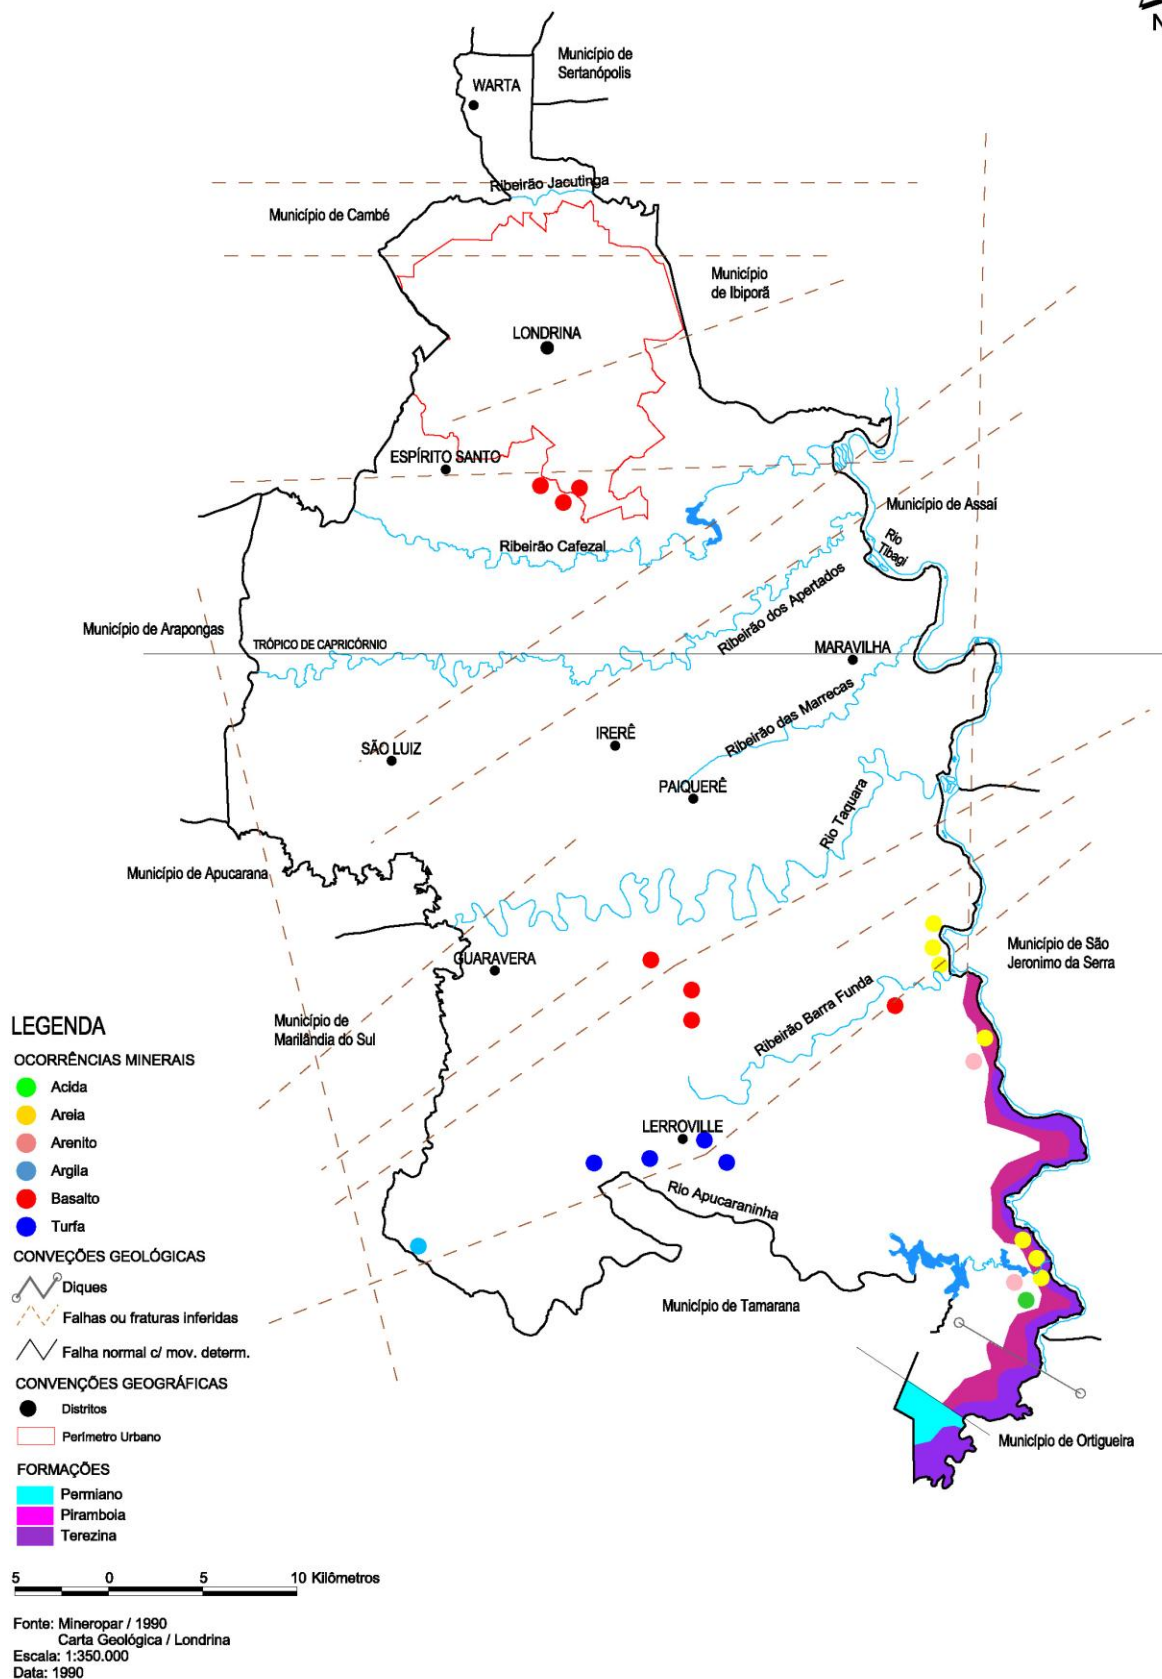 N
Município de
Sertanópolis
WARTA
Ribeirão Jacutinga
Município de Cambé
Município
de Ibiporã
LONDRINA
ESPÍRITO SANTO
Município de Assaí
Rio
Tibagi
Ribeirão Cafezal
Ribeirão dos Apertados
Município de Arapongas
TRÓPICO DE CAPRICÓRNIO
MARAVILHA
Ribeirão das Marrecas
IRERÊ
SÃO LUIZ
PAIQUERÊ
Rio Taquara
Município de Apucarana
GUARAVERA
Município de São
Jeronimo da Serra
Ribeirão Barra Funda
Município de
Marilândia do Sul
LERROVILLE
Rio Apucaraninha
Município de Tamarana
Município de Ortigueira
LEGENDA
OCORRÊNCIAS MINERAIS
Acida
Areia
Arenito
Argila
Basalto
Turfa
CONVEÇÕES GEOLÓGICAS
Diques
Falhas ou fraturas inferidas
Falha normal c/ mov. determ.
CONVENÇÕES GEOGRÁFICAS
Distritos
Perímetro Urbano
FORMAÇÕES
Permiano
Piramboia
Terezina
5 0 5 10 Kilômetros
Fonte: Mineropar / 1990
Carta Geológica / Londrina
Escala: 1:350.000
Data: 1990